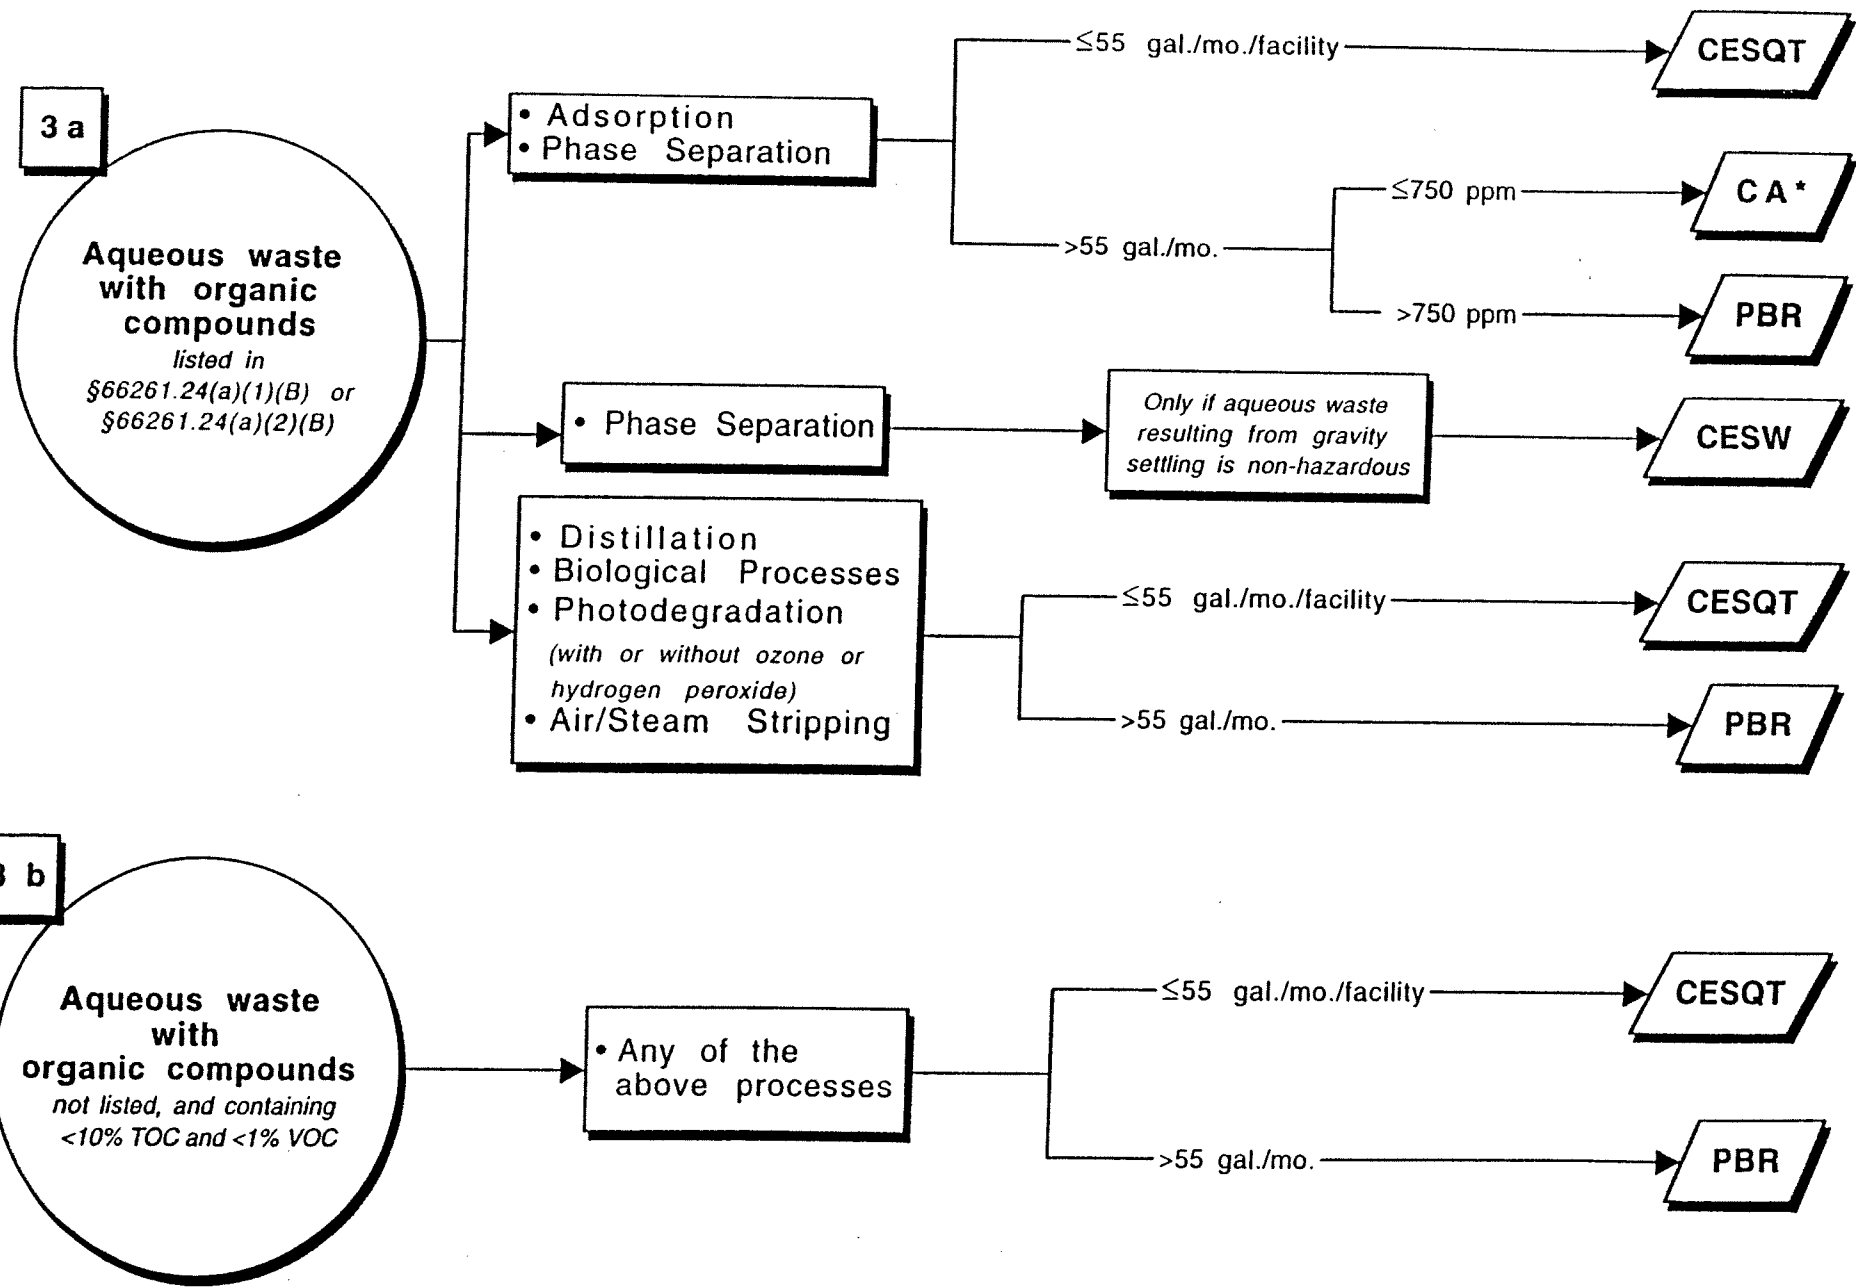 3 a
Aqueous waste
with organic
compounds
listed in
§66261.24(a)(1)(B) or
§66261.24(a)(2)(B)
• Adsorption
• Phase Separation
≤55 gal./mo./facility
CESQT
>55 gal./mo.
≤750 ppm
CA*
>750 ppm
PBR
• Phase Separation
Only if aqueous waste
resulting from gravity
settling is non-hazardous
CESW
• Distillation
• Biological Processes
• Photodegradation
(with or without ozone or
hydrogen peroxide)
• Air/Steam Stripping
≤55 gal./mo./facility
CESQT
>55 gal./mo.
PBR
3 b
Aqueous waste
with
organic compounds
not listed, and containing
<10% TOC and <1% VOC
• Any of the
above processes
≤55 gal./mo./facility
CESQT
>55 gal./mo.
PBR